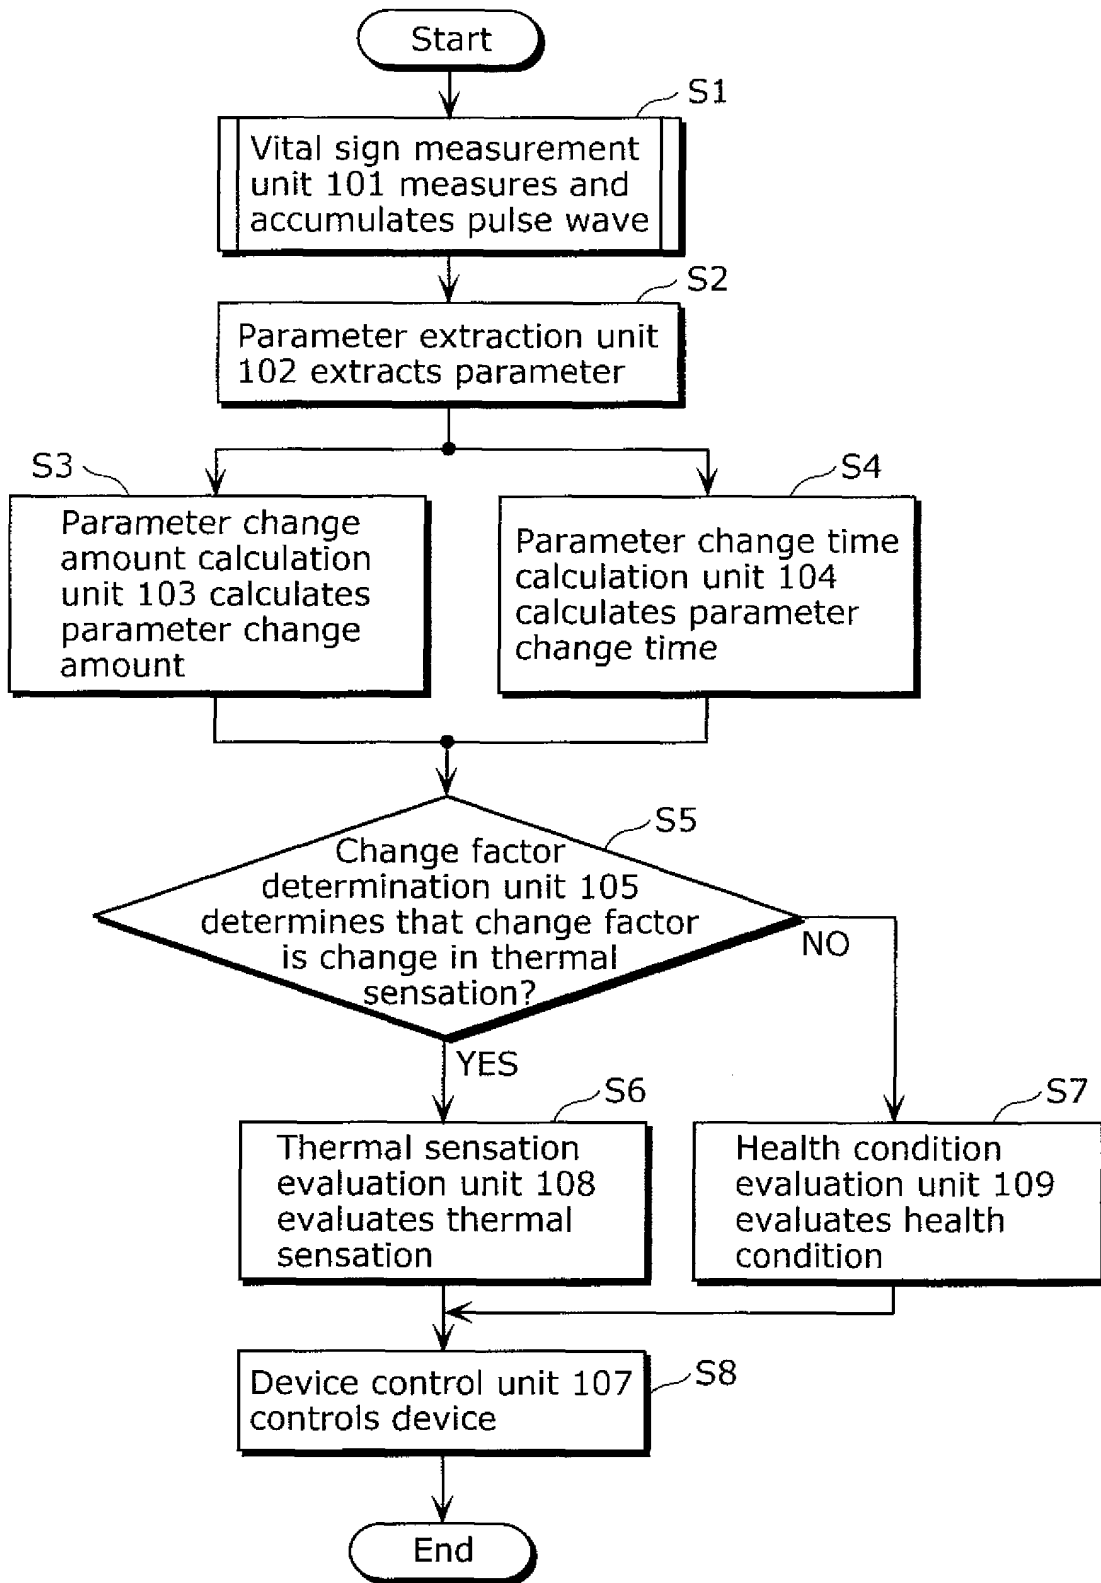 Start
S1
Vital sign measurement
unit 101 measures and
accumulates pulse wave
S2
Parameter extraction unit
102 extracts parameter
S3
Parameter change
amount calculation
unit 103 calculates
parameter change
amount
S4
Parameter change time
calculation unit 104
calculates parameter
change time
S5
Change factor
determination unit 105
determines that change factor
is change in thermal
sensation?
NO
YES
S6
Thermal sensation
evaluation unit 108
evaluates thermal
sensation
S7
Health condition
evaluation unit 109
evaluates health
condition
Device control unit 107
controls device
S8
End